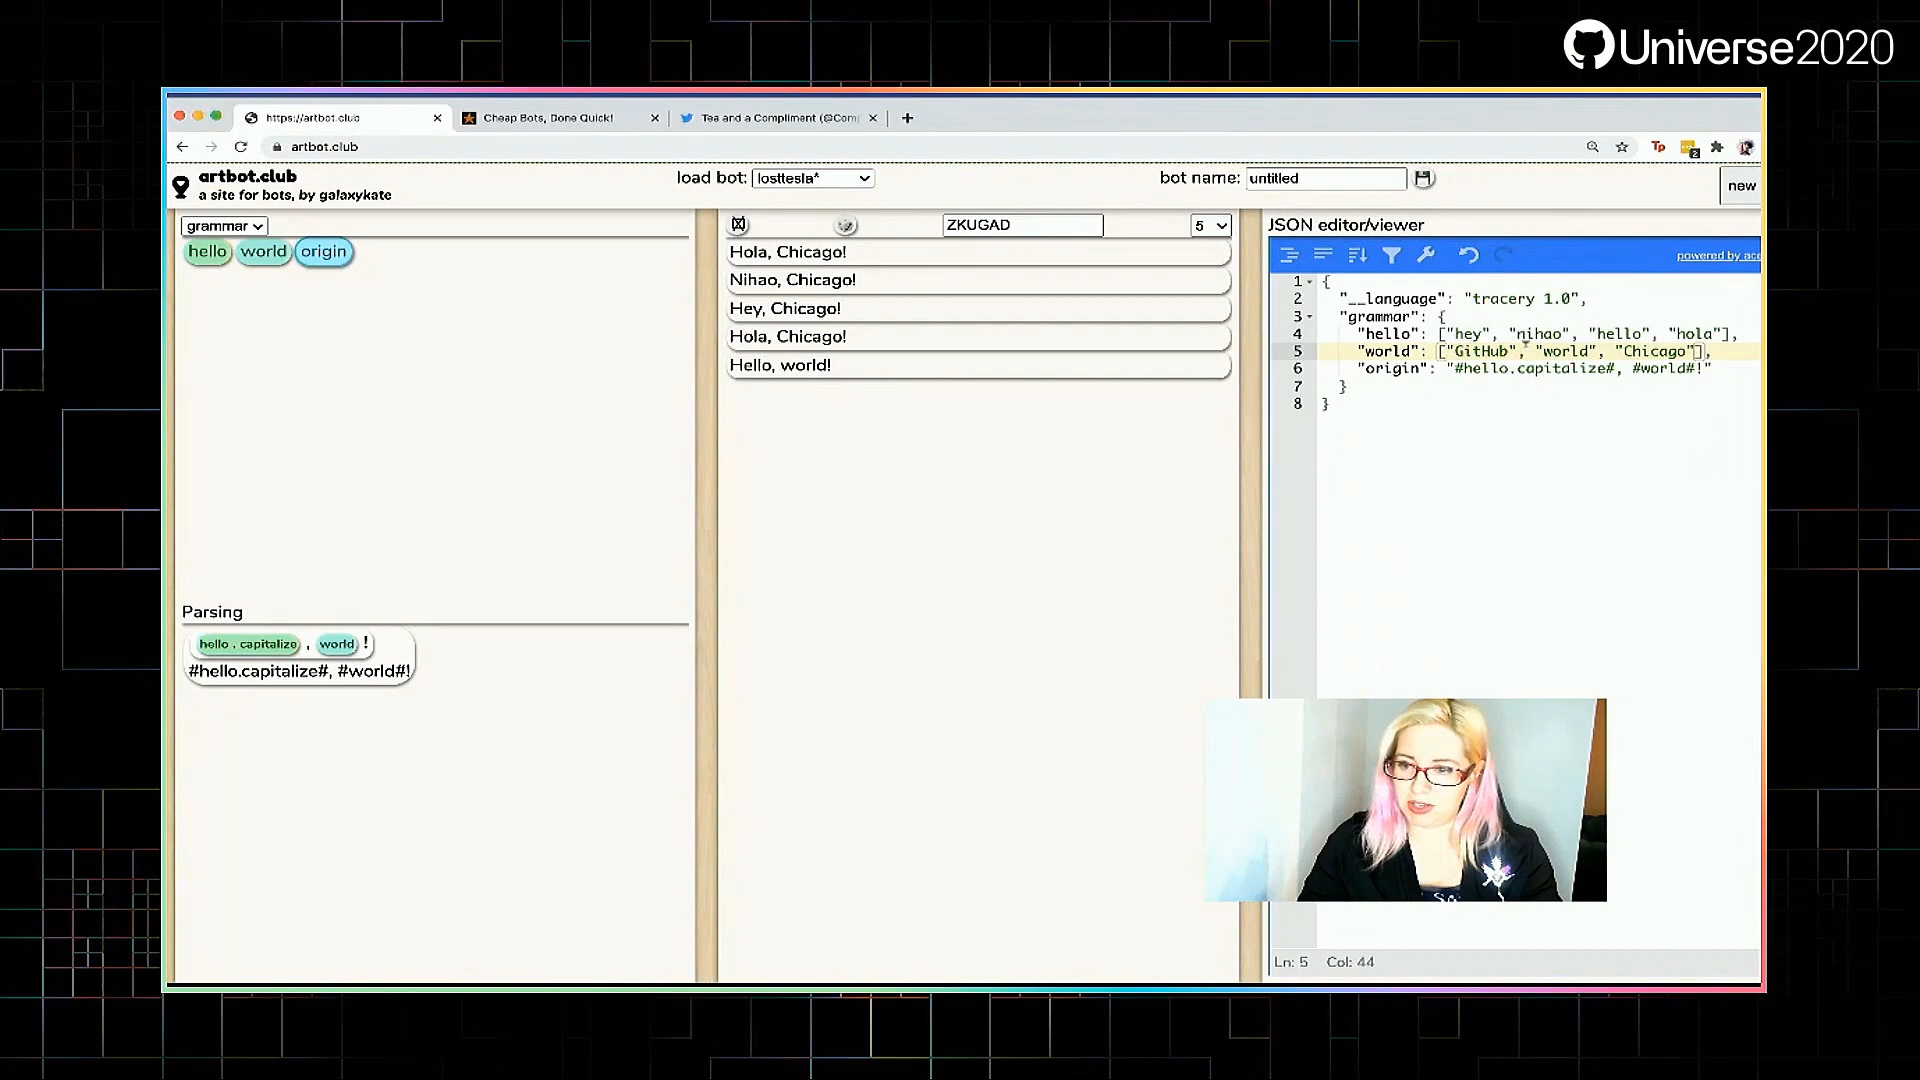 Universe2020
https://artbot.club
Cheap Bots, Done Quick!
Tea and a Compliment (@Com
artbot.club
Tp
2
artbot.club
a site for bots, by galaxykate
load bot: losttesla*
bot name: untitled
new
grammar
hello world origin
ZKUGAD
5
Hola, Chicago!
Nihao, Chicago!
Hey, Chicago!
Hola, Chicago!
Hello, world!
Parsing
hello . capitalize , world !
#hello.capitalize#, #world#!
JSON editor/viewer
powered by ace
1 {
2 "__language": "tracery 1.0",
3 "grammar": {
4 "hello": ["hey", "nihao", "hello", "hola"],
5 "world": ["GitHub", "world", "Chicago"],
6 "origin": "#hello.capitalize#, #world#!"
7 }
8 }
Ln: 5 Col: 44